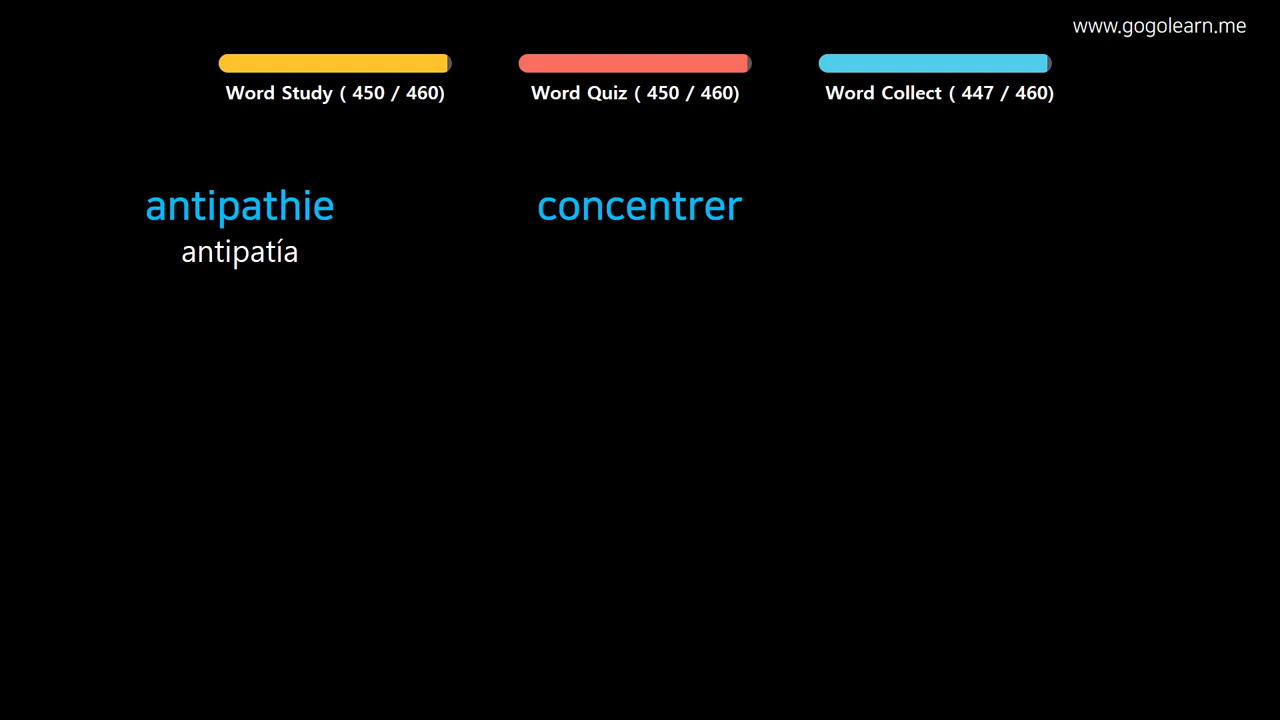 www.gogolearn.me
Word Study ( 450 / 460)
Word Quiz ( 450 / 460)
Word Collect ( 447 / 460)
antipathie
antipatía
concentrer